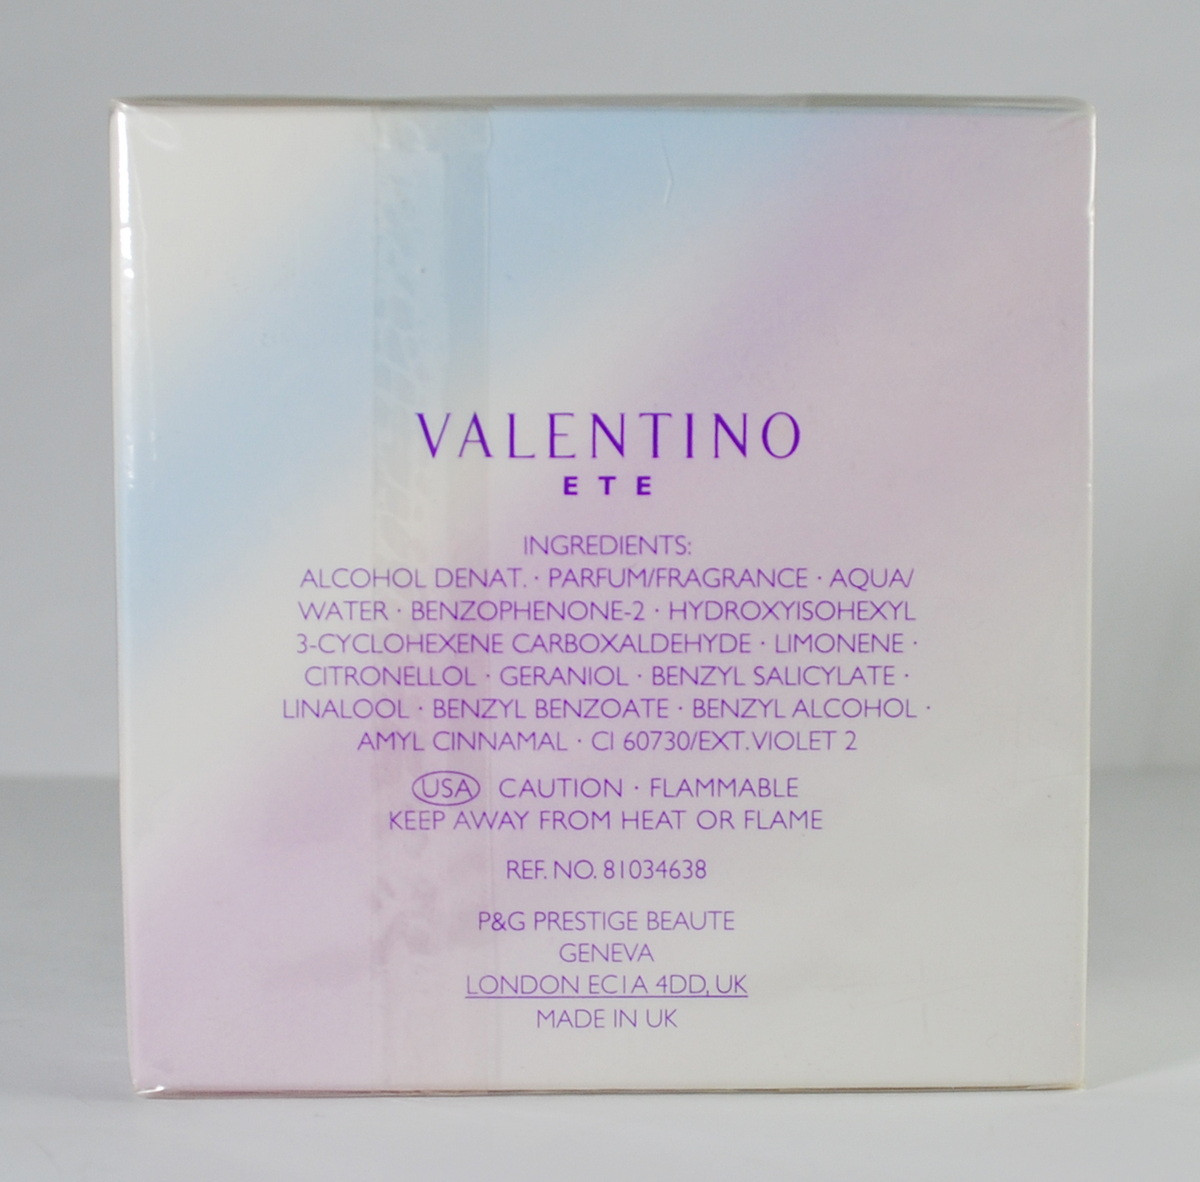 VALENTINO
ETE
INGREDIENTS:
ALCOHOL DENAT. · PARFUM/FRAGRANCE · AQUA/
WATER · BENZOPHENONE-2 · HYDROXYISOHEXYL
3-CYCLOHEXENE CARBOXALDEHYDE · LIMONENE ·
CITRONELLOL · GERANIOL · BENZYL SALICYLATE ·
LINALOOL · BENZYL BENZOATE · BENZYL ALCOHOL ·
AMYL CINNAMAL · CI 60730/EXT. VIOLET 2
USA CAUTION · FLAMMABLE
KEEP AWAY FROM HEAT OR FLAME
REF. NO. 81034638
P&G PRESTIGE BEAUTE
GENEVA
LONDON EC1A 4DD, UK
MADE IN UK